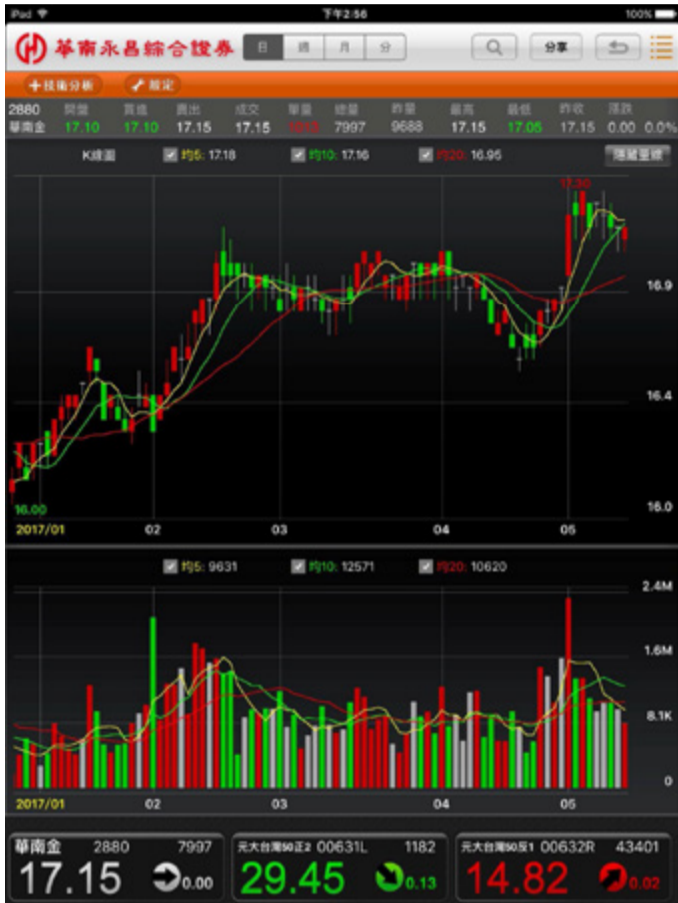 iPad 下午2:56 100%
華南永昌綜合證券 日 週 月 分 分享
+技術分析 設定
2880 開盤 買進 賣出 成交 單量 總量 昨量 最高 最低 昨收 漲跌
華南金 17.10 17.10 17.15 17.15 7997 9688 17.15 17.05 17.15 0.00 0.0%
K線圖 均5: 17.18 均10: 17.16 均20: 16.95 隱藏量線
17.30
16.9
16.4
16.00 16.0
2017/01 02 03 04 05
均5: 9631 均10: 12571 均20: 10620
2.4M
1.6M
8.1K
0
2017/01 02 03 04 05
華南金 2880 7997 元大台灣50正2 00631L 1182 元大台灣50反1 00632R 43401
17.15 0.00 29.45 0.13 14.82 0.02